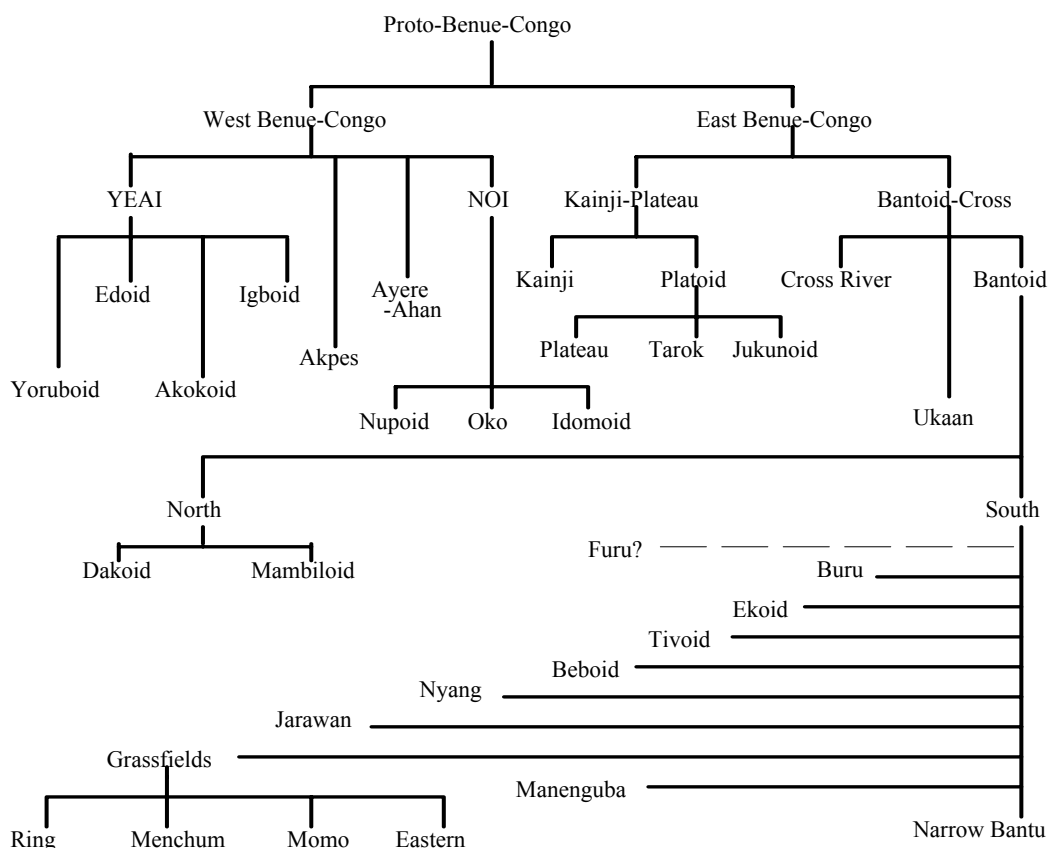 Proto-Benue-Congo
West Benue-Congo
East Benue-Congo
YEAI
NOI
Kainji-Plateau
Bantoid-Cross
Edoid
Igboid
Ayere
-Ahan
Kainji
Platoid
Cross River
Bantoid
Yoruboid
Akokoid
Akpes
Plateau
Tarok
Jukunoid
Nupoid
Oko
Idomoid
Ukaan
North
South
Dakoid
Mambiloid
Furu?
Buru
Ekoid
Tivoid
Beboid
Nyang
Jarawan
Grassfields
Manenguba
Ring
Menchum
Momo
Eastern
Narrow Bantu